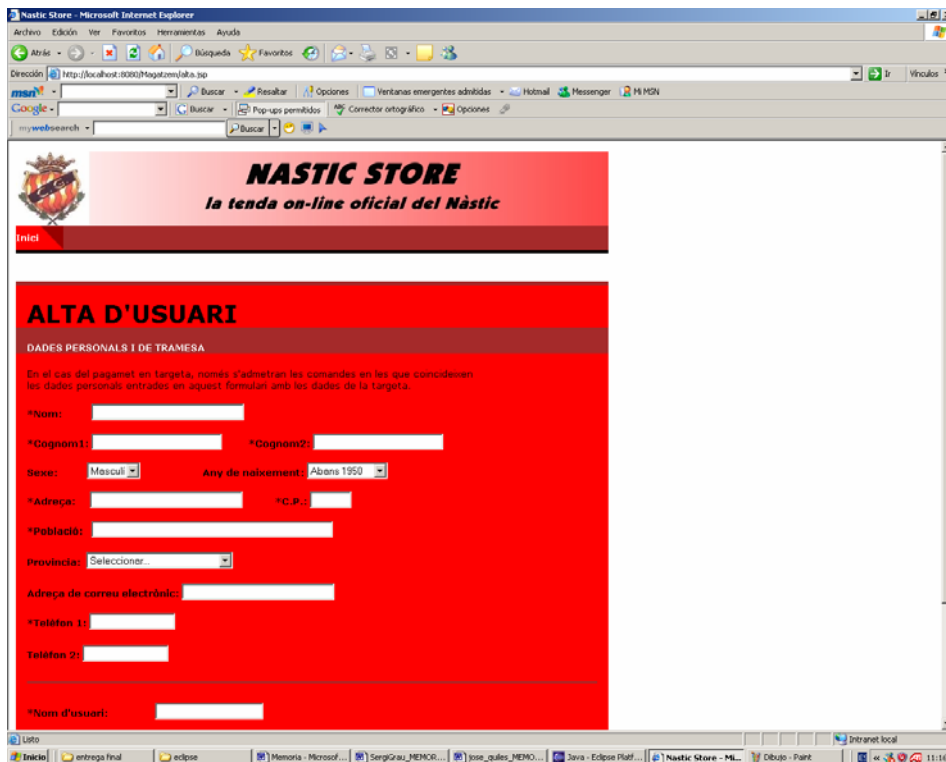 Nastic Store - Microsoft Internet Explorer
Archivo Edición Ver Favoritos Herramientas Ayuda
Atrás Búsqueda Favoritos
Dirección http://localhost:8080/Magatzem/alta.jsp Ir Vínculos
msn Buscar Resaltar Opciones Ventanas emergentes admitidas Hotmail Messenger Mi MSN
Google Buscar Pop-ups permitidos Corrector ortográfico Opciones
mywebsearch Buscar
NASTIC STORE
la tenda on-line oficial del Nàstic
Inici
ALTA D'USUARI
DADES PERSONALS I DE TRAMESA
En el cas del pagamet en targeta, només s'admetran les comandes en les que coincideixen
les dades personals entrades en aquest formulari amb les dades de la targeta.
*Nom:
*Cognom1: *Cognom2:
Sexe: Masculí Any de naixement: Abans 1950
*Adreça: *C.P.:
*Població:
Província: Seleccionar...
Adreça de correu electrònic:
*Telèfon 1:
Telèfon 2:
*Nom d'usuari:
Listo Intranet local
Inicio entrega final eclipse Memoria - Microsof... SergiGrau_MEMOR... jose_quiles_MEMO... Java - Eclipse Platf... Nastic Store - Mi... Dibujo - Paint